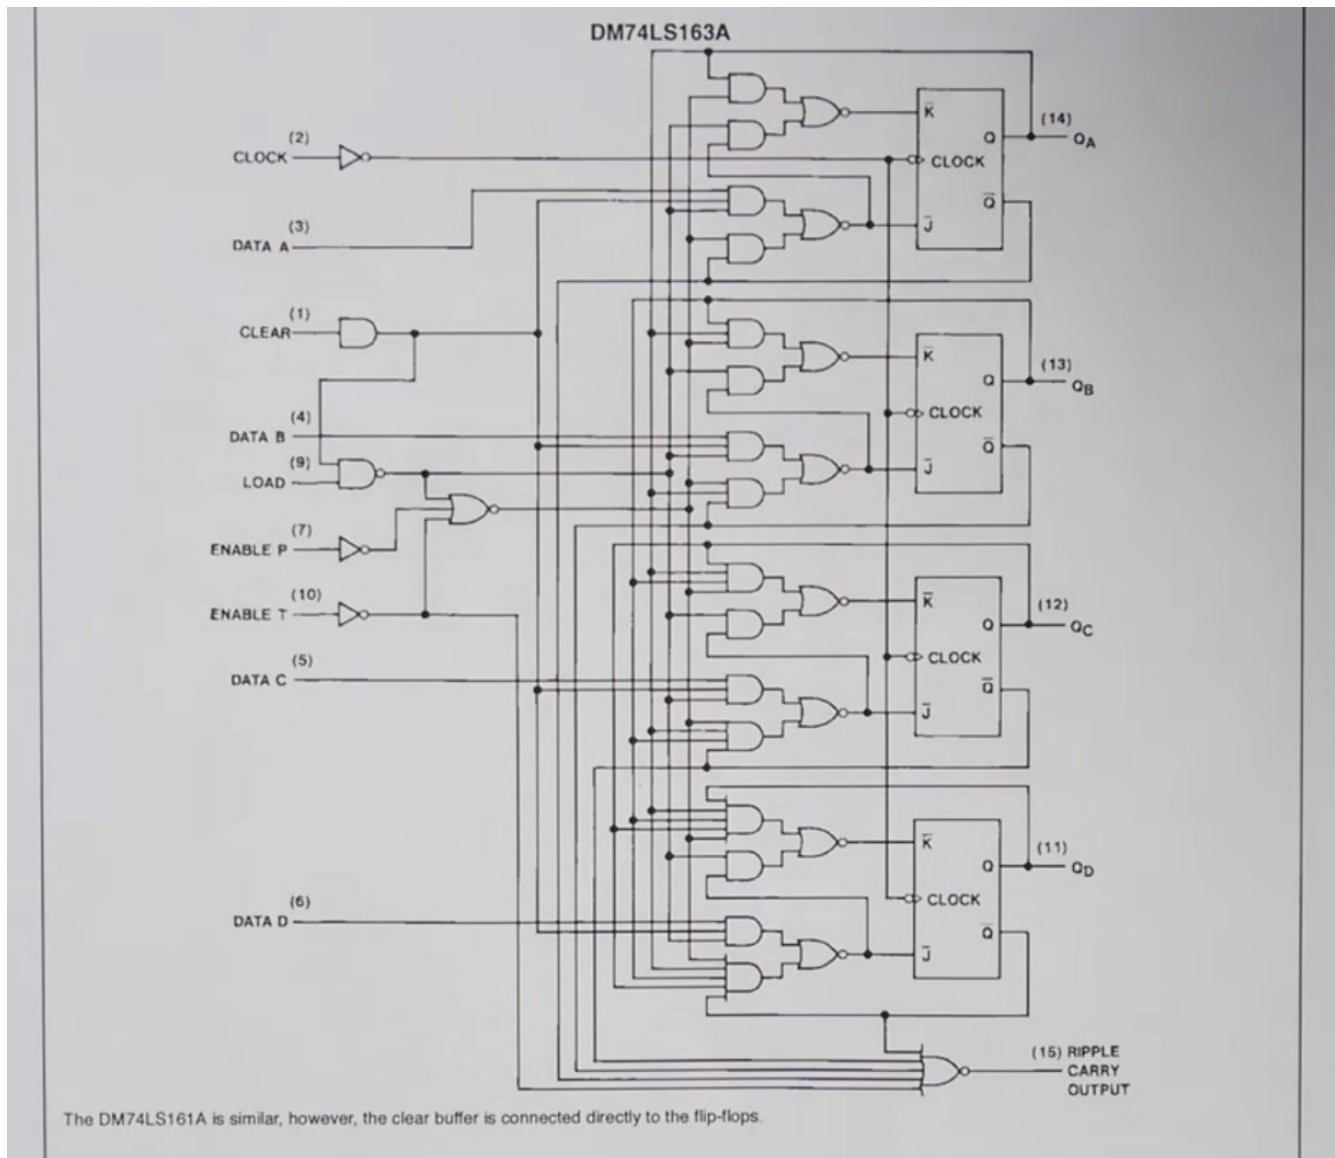 DM74LS163A
(2)
CLOCK
(3)
DATA A
(1)
CLEAR
(4)
DATA B
(9)
LOAD
(7)
ENABLE P
(10)
ENABLE T
(5)
DATA C
(6)
DATA D
K̅
Q
CLOCK
Q̅
J̅
(14)
QA
K̅
Q
CLOCK
Q̅
J̅
(13)
QB
K̅
Q
CLOCK
Q̅
J̅
(12)
QC
K̅
Q
CLOCK
Q̅
J̅
(11)
QD
(15) RIPPLE
CARRY
OUTPUT
The DM74LS161A is similar, however, the clear buffer is connected directly to the flip-flops.